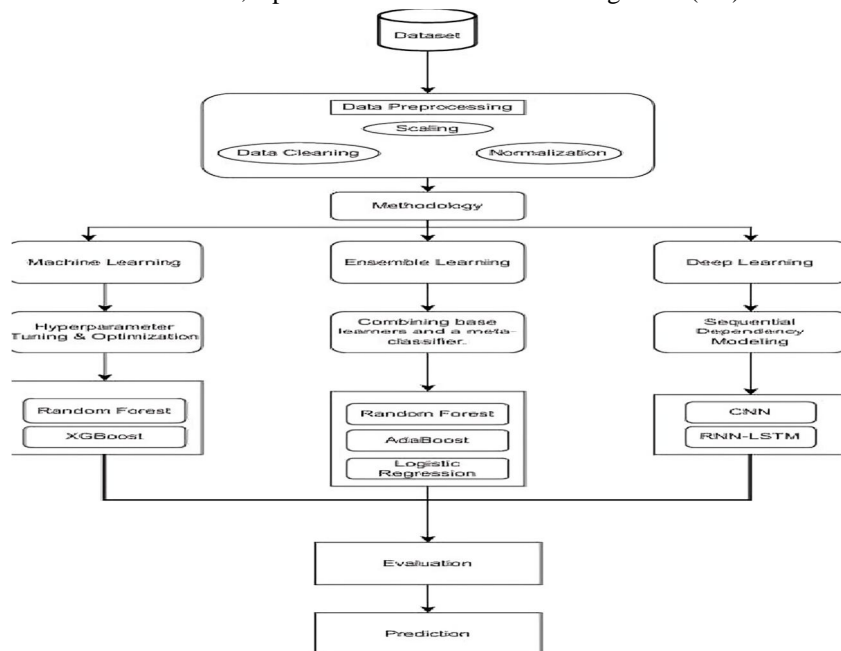 Dataset
Data Preprocessing
Scaling
Data Cleaning
Normalization
Methodology
Machine Learning
Ensemble Learning
Deep Learning
Hyperparameter
Tuning & Optimization
Combining base
learners and a meta-
classifier.
Sequential
Dependency
Modeling
Random Forest
XGBoost
Random Forest
AdaBoost
Logistic
Regression
CNN
RNN-LSTM
Evaluation
Prediction